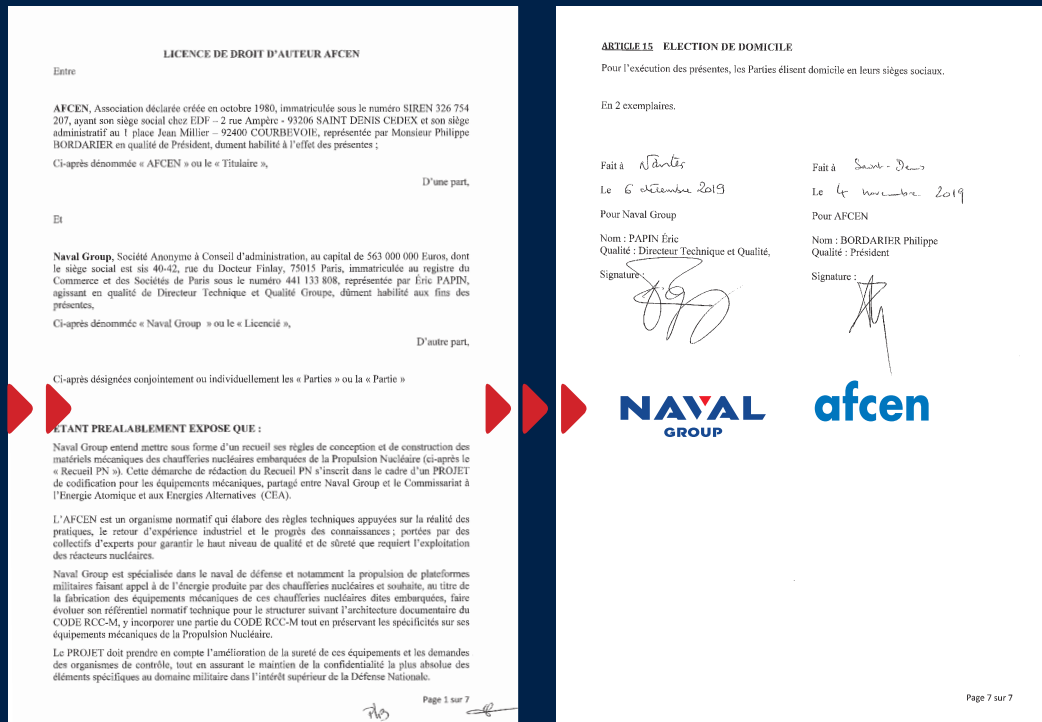 LICENCE DE DROIT D'AUTEUR AFCEN
Entre
AFCEN, Association déclarée créée en octobre 1980, immatriculée sous le numéro SIREN 326 754
207, ayant son siège social chez EDF – 2 rue Ampère - 93206 SAINT DENIS CEDEX et son siège
administratif au 1 place Jean Millier – 92400 COURBEVOIE, représentée par Monsieur Philippe
BORDARIER en qualité de Président, dument habilité à l'effet des présentes ;
Ci-après dénommée « AFCEN » ou le « Titulaire »,
D'une part,
Et
Naval Group, Société Anonyme à Conseil d'administration, au capital de 563 000 000 Euros, dont
le siège social est sis 40-42, rue du Docteur Finlay, 75015 Paris, immatriculée au registre du
Commerce et des Sociétés de Paris sous le numéro 441 133 808, représentée par Éric PAPIN,
agissant en qualité de Directeur Technique et Qualité Groupe, dûment habilité aux fins des
présentes,
Ci-après dénommée « Naval Group » ou le « Licencié »,
D'autre part,
Ci-après désignées conjointement ou individuellement les « Parties » ou la « Partie »
ETANT PREALABLEMENT EXPOSE QUE :
Naval Group entend mettre sous forme d'un recueil ses règles de conception et de construction des
matériels mécaniques des chaufferies nucléaires embarquées de la Propulsion Nucléaire (ci-après le
« Recueil PN »). Cette démarche de rédaction du Recueil PN s'inscrit dans le cadre d'un PROJET
de codification pour les équipements mécaniques, partagé entre Naval Group et le Commissariat à
l'Energie Atomique et aux Energies Alternatives (CEA).
L'AFCEN est un organisme normatif qui élabore des règles techniques appuyées sur la réalité des
pratiques, le retour d'expérience industriel et le progrès des connaissances ; portées par des
collectifs d'experts pour garantir le haut niveau de qualité et de sûreté que requiert l'exploitation
des réacteurs nucléaires.
Naval Group est spécialisée dans le naval de défense et notamment la propulsion de plateformes
militaires faisant appel à de l'énergie produite par des chaufferies nucléaires et souhaite, au titre de
la fabrication des équipements mécaniques de ces chaufferies nucléaires dites embarquées, faire
évoluer son référentiel normatif technique pour le structurer suivant l'architecture documentaire du
CODE RCC-M, y incorporer une partie du CODE RCC-M tout en préservant les spécificités sur ses
équipements mécaniques de la Propulsion Nucléaire.
Le PROJET doit prendre en compte l'amélioration de la sureté de ces équipements et les demandes
des organismes de contrôle, tout en assurant le maintien de la confidentialité la plus absolue des
éléments spécifiques au domaine militaire dans l'intérêt supérieur de la Défense Nationale.
Page 1 sur 7
ARTICLE 15 ELECTION DE DOMICILE
Pour l'exécution des présentes, les Parties élisent domicile en leurs sièges sociaux.
En 2 exemplaires.
Fait à Nantes
Le 6 décembre 2019
Pour Naval Group
Nom : PAPIN Éric
Qualité : Directeur Technique et Qualité,
Signature :
Fait à Saint-Denis
Le 4 novembre 2019
Pour AFCEN
Nom : BORDARIER Philippe
Qualité : Président
Signature :
NAVAL
GROUP
afcen
Page 7 sur 7